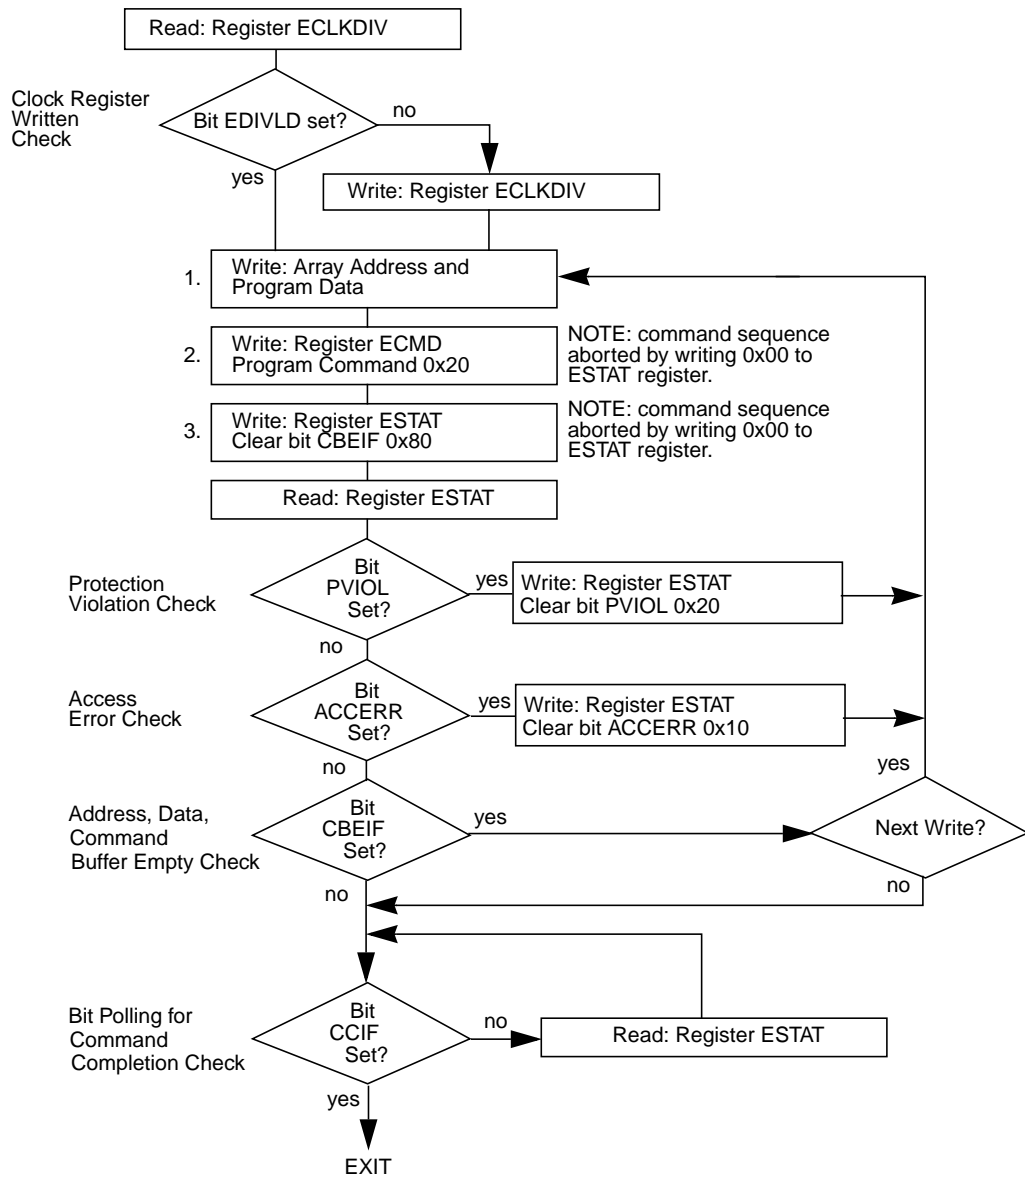 Read: Register ECLKDIV
Clock Register
Written
Check
Bit EDIVLD set?
no
yes
Write: Register ECLKDIV
1.
Write: Array Address and
Program Data
2.
Write: Register ECMD
Program Command 0x20
NOTE: command sequence
aborted by writing 0x00 to
ESTAT register.
3.
Write: Register ESTAT
Clear bit CBEIF 0x80
NOTE: command sequence
aborted by writing 0x00 to
ESTAT register.
Read: Register ESTAT
Protection
Violation Check
Bit
PVIOL
Set?
yes
Write: Register ESTAT
Clear bit PVIOL 0x20
no
Access
Error Check
Bit
ACCERR
Set?
yes
Write: Register ESTAT
Clear bit ACCERR 0x10
no
yes
Address, Data,
Command
Buffer Empty Check
Bit
CBEIF
Set?
yes
Next Write?
no
no
Bit Polling for
Command
Completion Check
Bit
CCIF
Set?
no
Read: Register ESTAT
yes
EXIT